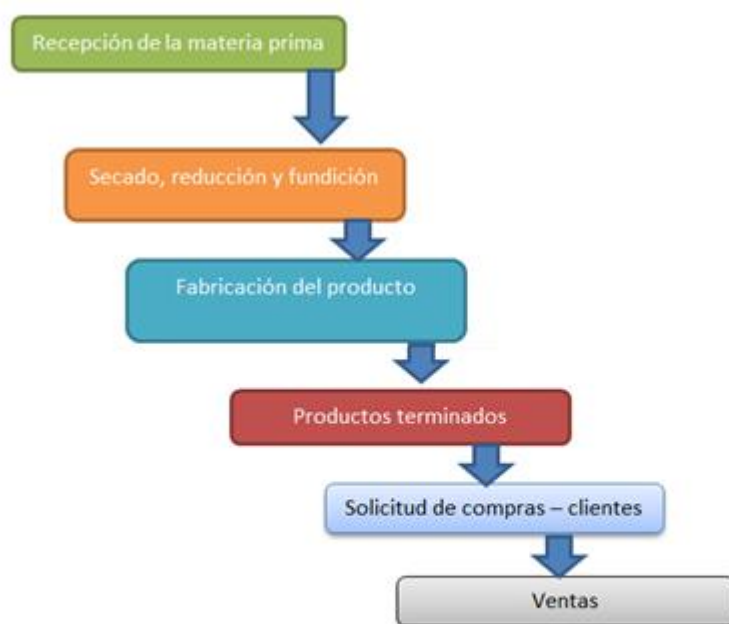 Recepción de la materia prima
Secado, reducción y fundición
Fabricación del producto
Productos terminados
Solicitud de compras – clientes
Ventas